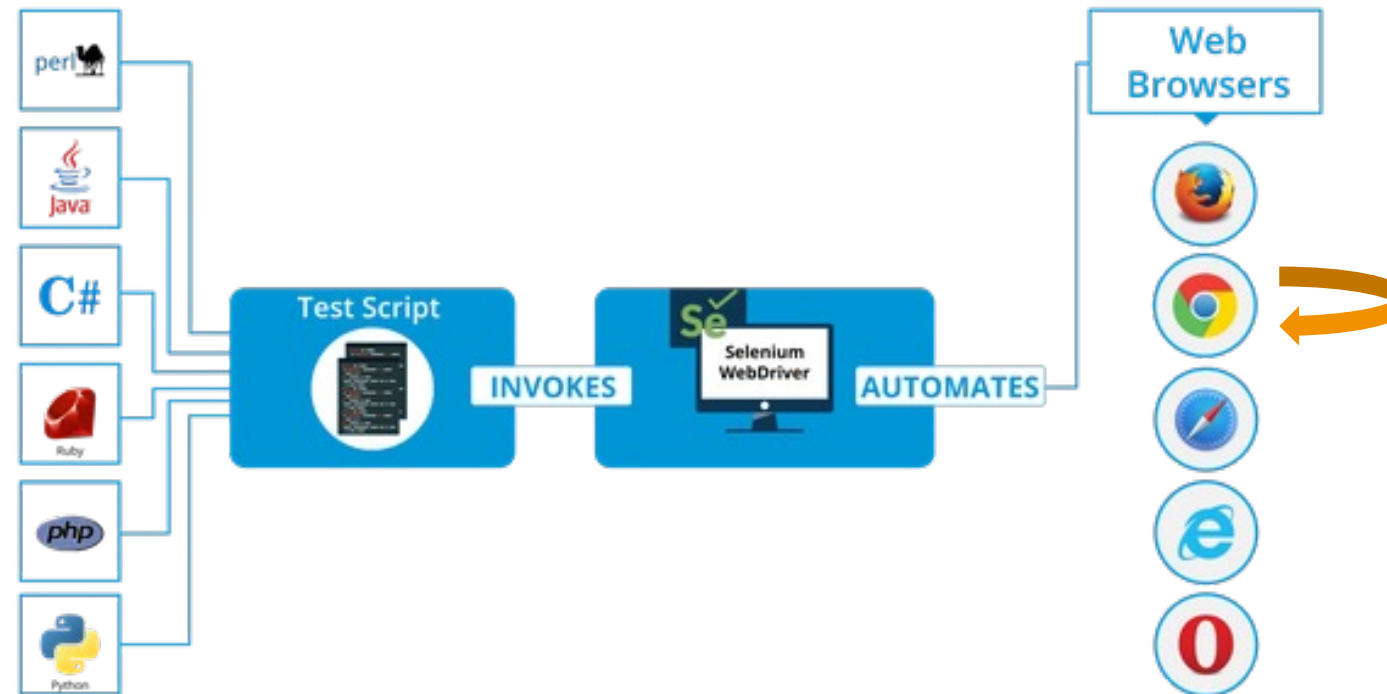 perl
Java
C#
Ruby
php
Python
Test Script
INVOKES
Se
Selenium
WebDriver
AUTOMATES
Web
Browsers